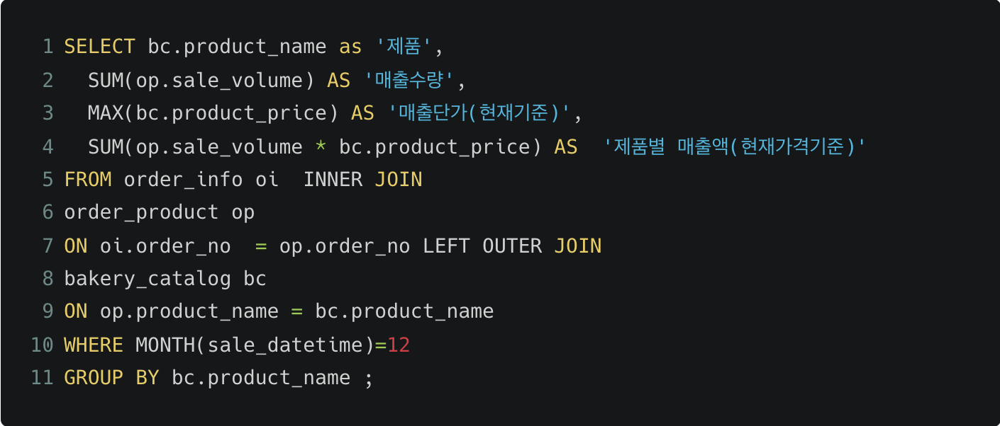 1 SELECT bc.product_name as '제품',
2   SUM(op.sale_volume) AS '매출수량',
3   MAX(bc.product_price) AS '매출단가(현재기준)',
4   SUM(op.sale_volume * bc.product_price) AS  '제품별 매출액(현재가격기준)'
5 FROM order_info oi  INNER JOIN
6 order_product op
7 ON oi.order_no  = op.order_no LEFT OUTER JOIN
8 bakery_catalog bc
9 ON op.product_name = bc.product_name
10 WHERE MONTH(sale_datetime)=12
11 GROUP BY bc.product_name ;